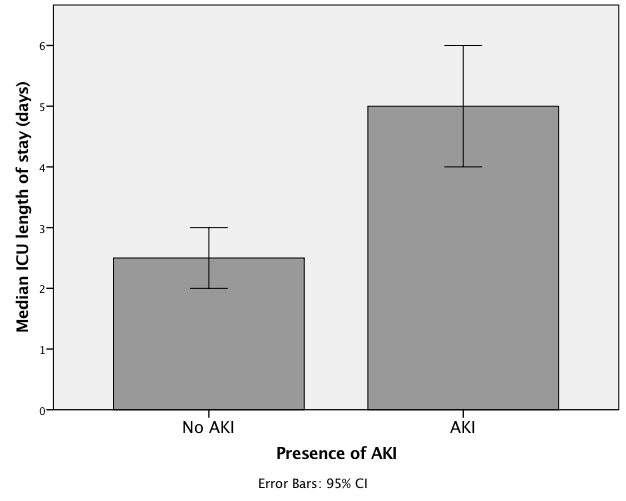 Median ICU length of stay (days)
6
5
4
3
2
1
0
No AKI AKI
Presence of AKI
Error Bars: 95% CI